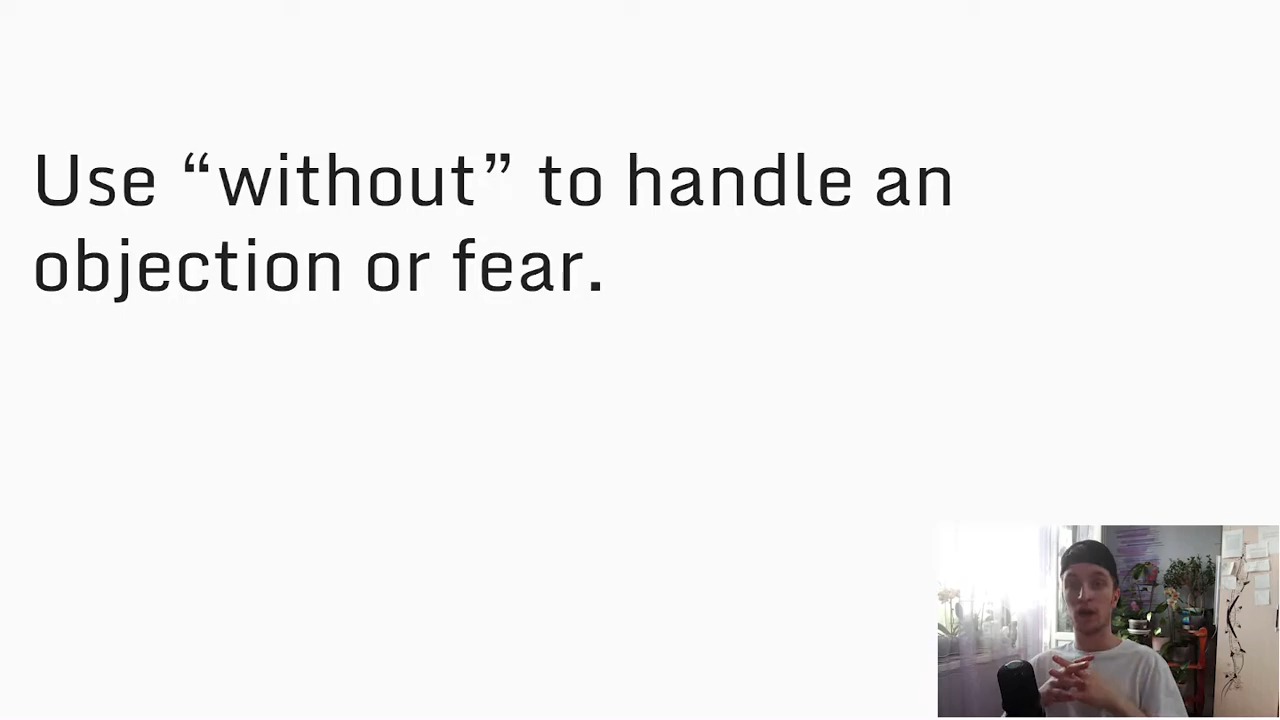 Use “without” to handle an
objection or fear.